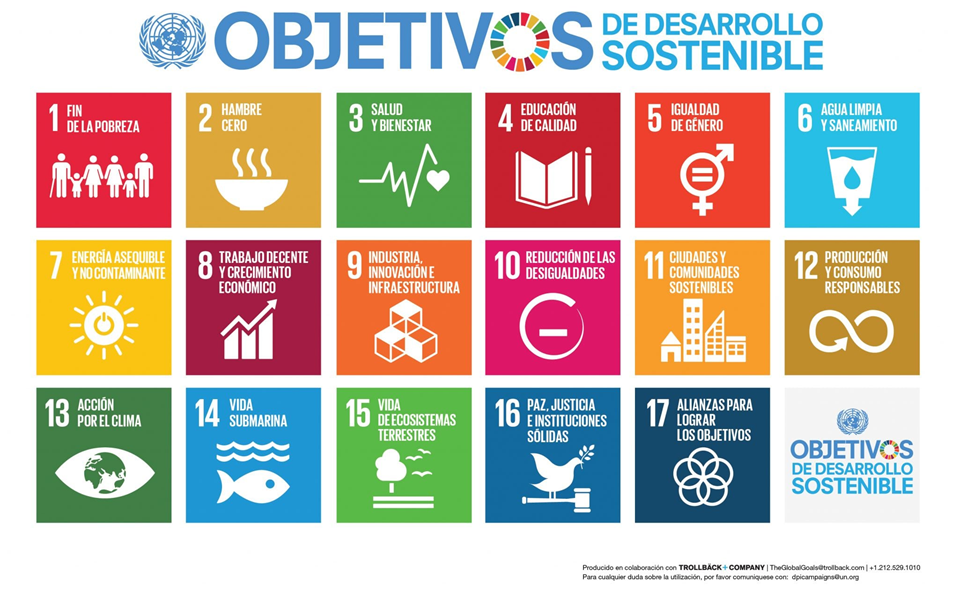 OBJETIVOS DE DESARROLLO
SOSTENIBLE
1 FIN
DE LA POBREZA
2 HAMBRE
CERO
3 SALUD
Y BIENESTAR
4 EDUCACIÓN
DE CALIDAD
5 IGUALDAD
DE GÉNERO
6 AGUA LIMPIA
Y SANEAMIENTO
7 ENERGÍA ASEQUIBLE
Y NO CONTAMINANTE
8 TRABAJO DECENTE
Y CRECIMIENTO
ECONÓMICO
9 INDUSTRIA,
INNOVACIÓN E
INFRAESTRUCTURA
10 REDUCCIÓN DE LAS
DESIGUALDADES
11 CIUDADES Y
COMUNIDADES
SOSTENIBLES
12 PRODUCCIÓN
Y CONSUMO
RESPONSABLES
13 ACCIÓN
POR EL CLIMA
14 VIDA
SUBMARINA
15 VIDA
DE ECOSISTEMAS
TERRESTRES
16 PAZ, JUSTICIA
E INSTITUCIONES
SÓLIDAS
17 ALIANZAS PARA
LOGRAR
LOS OBJETIVOS
OBJETIVOS
DE DESARROLLO
SOSTENIBLE
Producido en colaboración con TROLLBÄCK+COMPANY | TheGlobalGoals@trollback.com | +1.212.529.1010
Para cualquier duda sobre la utilización, por favor comuniquese con: dpicampaigns@un.org